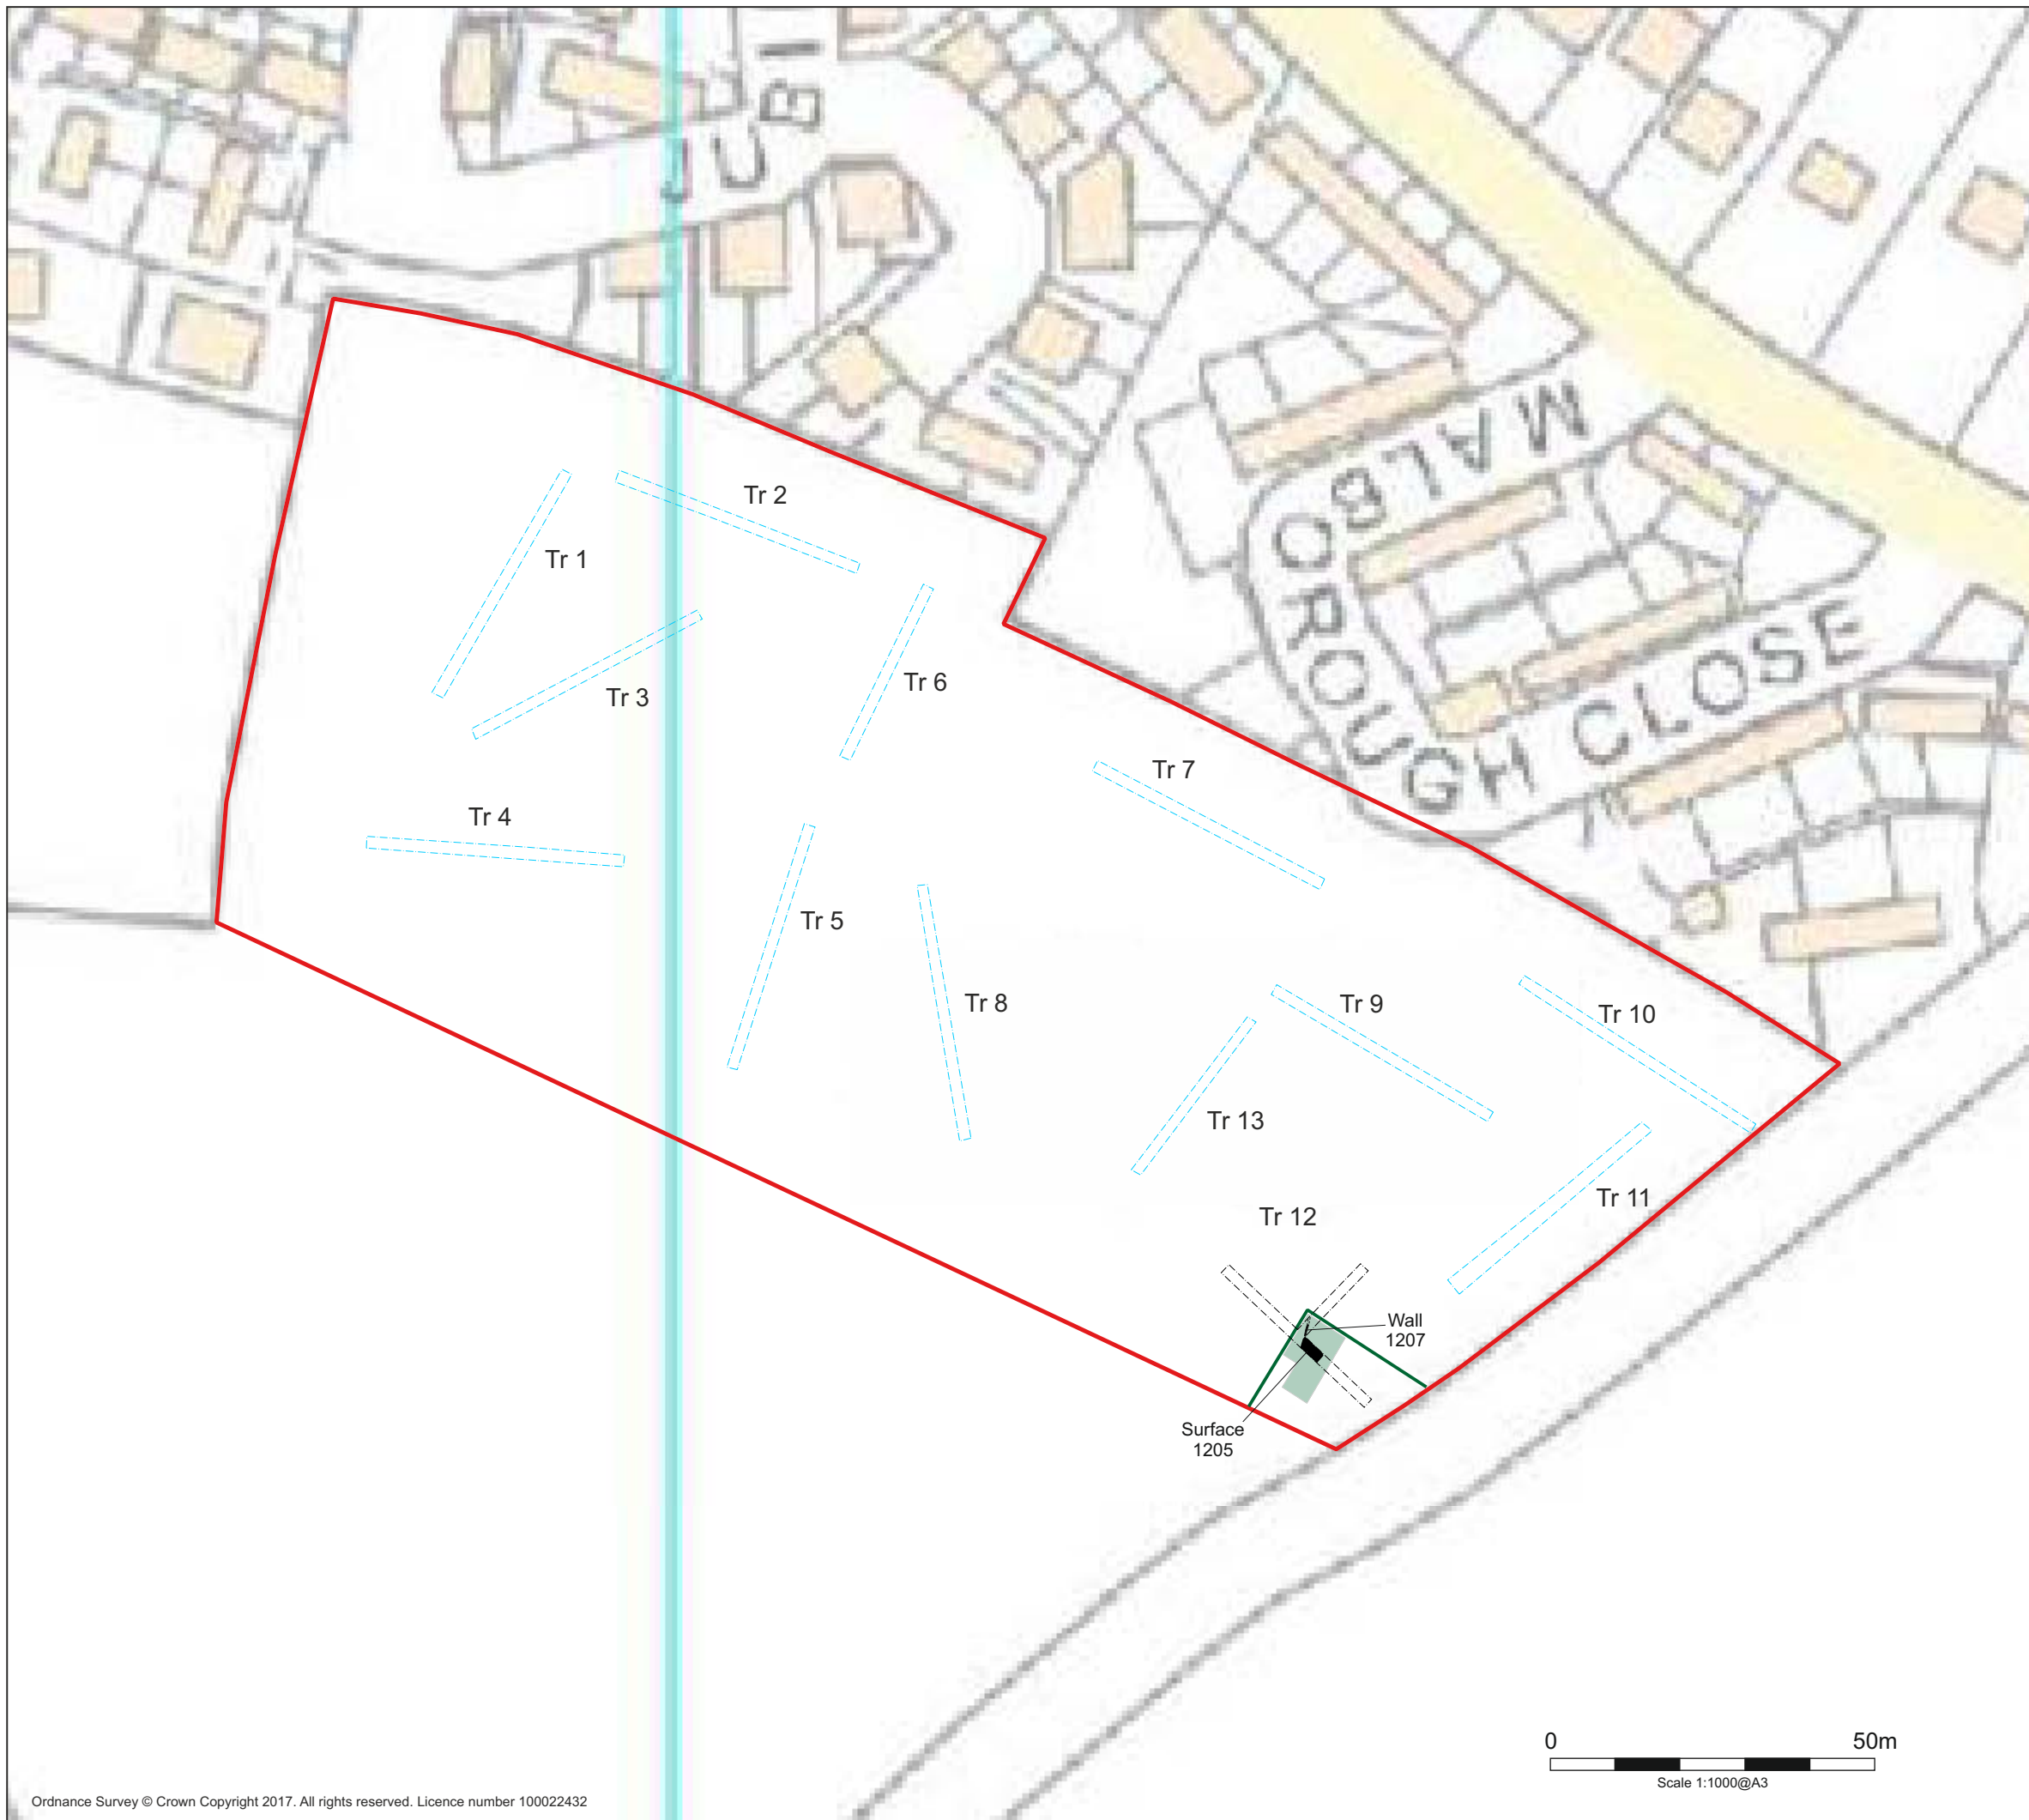 CUBI
MALBOROUGH CLOSE
Tr 2
Tr 1
Tr 6
Tr 3
Tr 7
Tr 4
Tr 5
Tr 8
Tr 9
Tr 10
Tr 13
Tr 11
Tr 12
Wall
1207
Surface
1205
0 50m
Scale 1:1000@A3
Ordnance Survey © Crown Copyright 2017. All rights reserved. Licence number 100022432